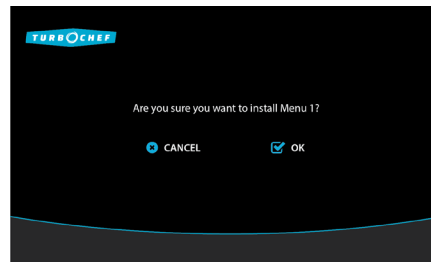 TURBOCHEF
Are you sure you want to install Menu 1?
CANCEL
OK